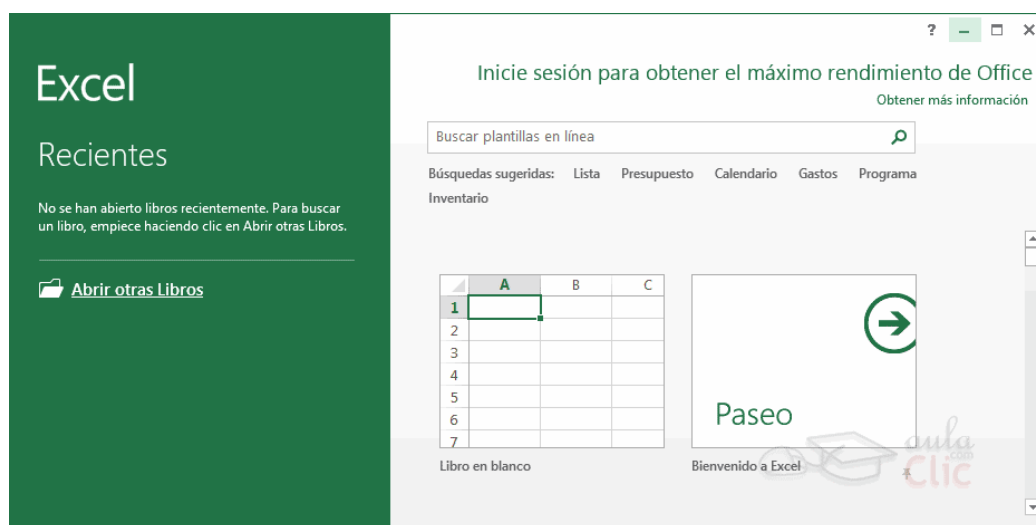 ?
Excel
Inicie sesión para obtener el máximo rendimiento de Office
Obtener más información
Recientes
No se han abierto libros recientemente. Para buscar
un libro, empiece haciendo clic en Abrir otras Libros.
Abrir otras Libros
Buscar plantillas en línea
Búsquedas sugeridas: Lista Presupuesto Calendario Gastos Programa
Inventario
A B C
1
2
3
4
5
6
7
Libro en blanco
Paseo
Bienvenido a Excel
aula
.com
Clic